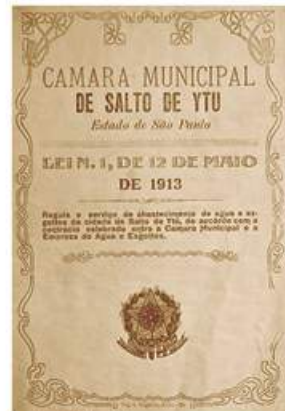 CAMARA MUNICIPAL
DE SALTO DE YTU
Estado de São Paulo
LEI N. 1, DE 12 DE MAIO
DE 1913
Regula o serviço de abastecimento de agua e ex-
gottos da cidade de Salto de Ytú, de accôrdo com o
contracto celebrado entre a Camara Municipal e a
Empreza de Agua e Exgottos.